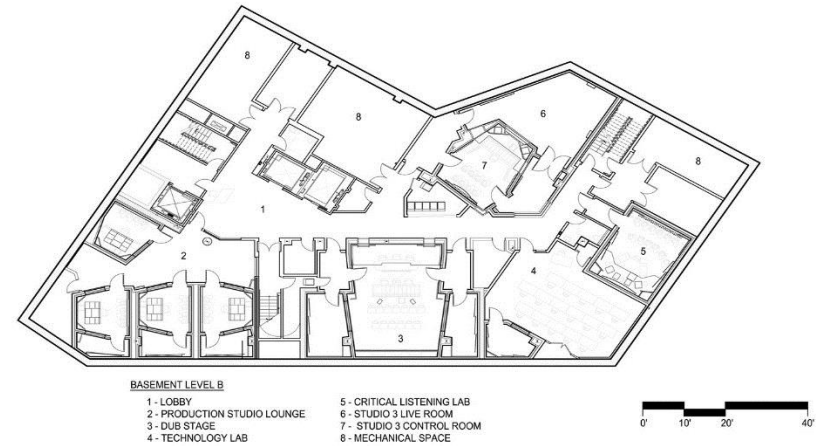 8
6
8
7
8
1
5
2
4
3
BASEMENT LEVEL B
1 - LOBBY
2 - PRODUCTION STUDIO LOUNGE
3 - DUB STAGE
4 - TECHNOLOGY LAB
5 - CRITICAL LISTENING LAB
6 - STUDIO 3 LIVE ROOM
7 - STUDIO 3 CONTROL ROOM
8 - MECHANICAL SPACE
0' 10' 20' 40'